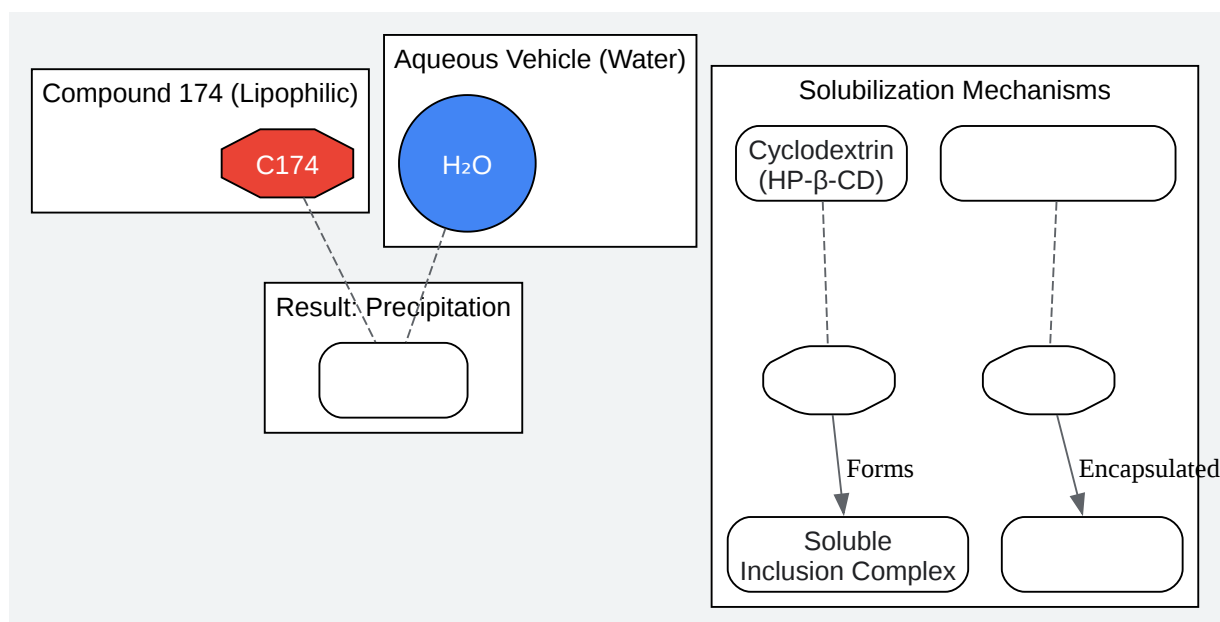 Compound 174 (Lipophilic)
C174
Aqueous Vehicle (Water)
H₂O
Result: Precipitation
Solubilization Mechanisms
Cyclodextrin
(HP-β-CD)
Forms
Encapsulated
Soluble
Inclusion Complex